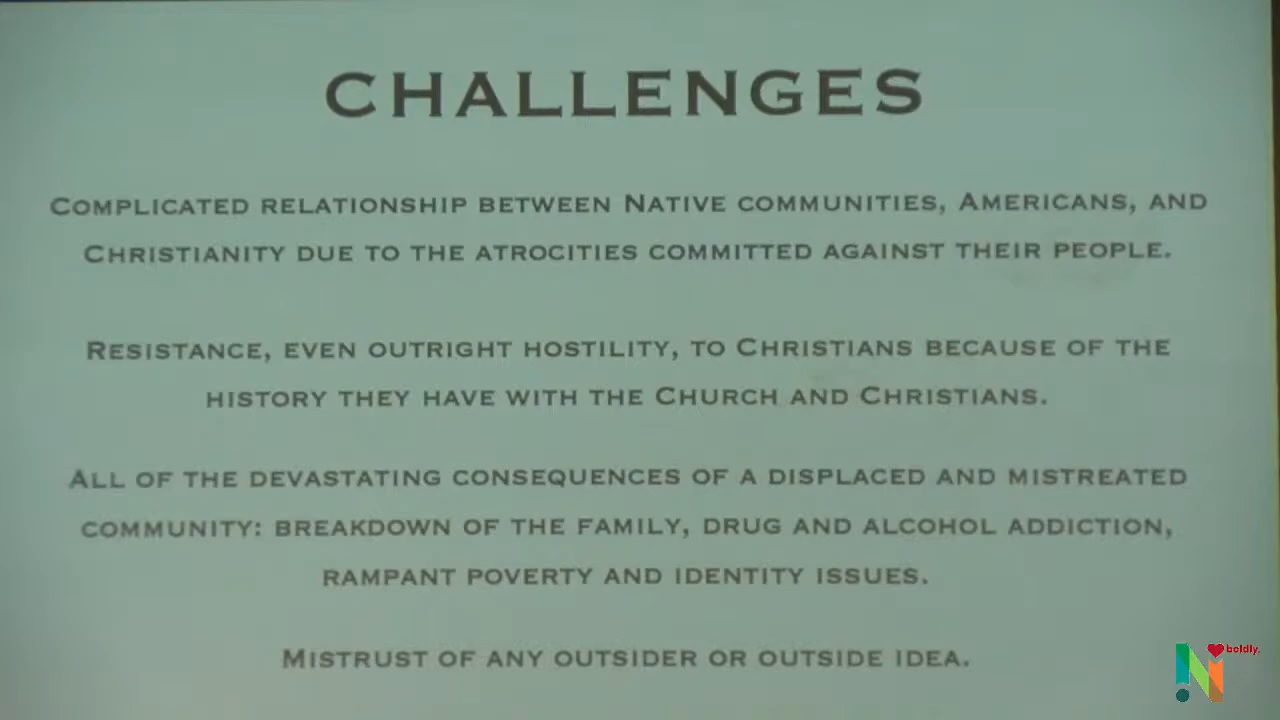 CHALLENGES
COMPLICATED RELATIONSHIP BETWEEN NATIVE COMMUNITIES, AMERICANS, AND
CHRISTIANITY DUE TO THE ATROCITIES COMMITTED AGAINST THEIR PEOPLE.
RESISTANCE, EVEN OUTRIGHT HOSTILITY, TO CHRISTIANS BECAUSE OF THE
HISTORY THEY HAVE WITH THE CHURCH AND CHRISTIANS.
ALL OF THE DEVASTATING CONSEQUENCES OF A DISPLACED AND MISTREATED
COMMUNITY: BREAKDOWN OF THE FAMILY, DRUG AND ALCOHOL ADDICTION,
RAMPANT POVERTY AND IDENTITY ISSUES.
MISTRUST OF ANY OUTSIDER OR OUTSIDE IDEA.
boldly.